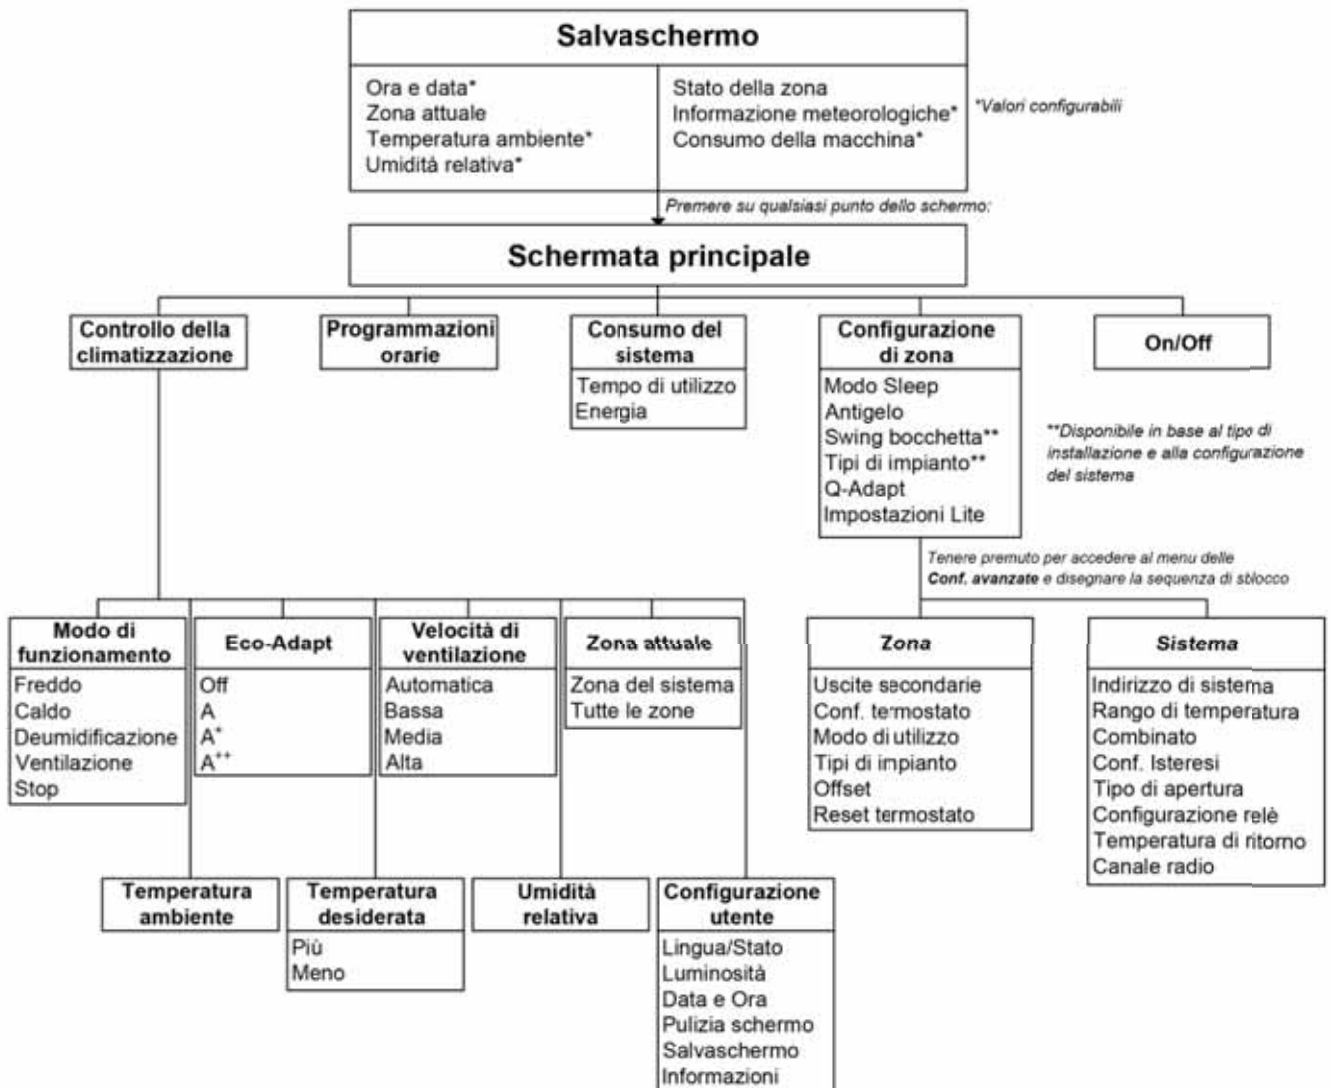 Salvaschermo
Ora e data*
Zona attuale
Temperatura ambiente*
Umidità relativa*
Stato della zona
Informazione meteorologiche*
Consumo della macchina*
*Valori configurabili
Premere su qualsiasi punto dello schermo:
Schermata principale
Controllo della
climatizzazione
Programmazioni
orarie
Consumo del
sistema
Tempo di utilizzo
Energia
Configurazione
di zona
Modo Sleep
Antigelo
Swing bocchetta**
Tipi di impianto**
Q-Adapt
Impostazioni Lite
On/Off
**Disponibile in base al tipo di
installazione e alla configurazione
del sistema
Tenere premuto per accedere al menu delle
Conf. avanzate e disegnare la sequenza di sblocco
Modo di
funzionamento
Freddo
Caldo
Deumidificazione
Ventilazione
Stop
Eco-Adapt
Off
A
A+
A++
Velocità di
ventilazione
Automatica
Bassa
Media
Alta
Zona attuale
Zona del sistema
Tutte le zone
Zona
Uscite secondarie
Conf. termostato
Modo di utilizzo
Tipi di impianto
Offset
Reset termostato
Sistema
Indirizzo di sistema
Rango di temperatura
Combinato
Conf. Isteresi
Tipo di apertura
Configurazione relè
Temperatura di ritorno
Canale radio
Temperatura
ambiente
Temperatura
desiderata
Più
Meno
Umidità
relativa
Configurazione
utente
Lingua/Stato
Luminosità
Data e Ora
Pulizia schermo
Salvaschermo
Informazioni